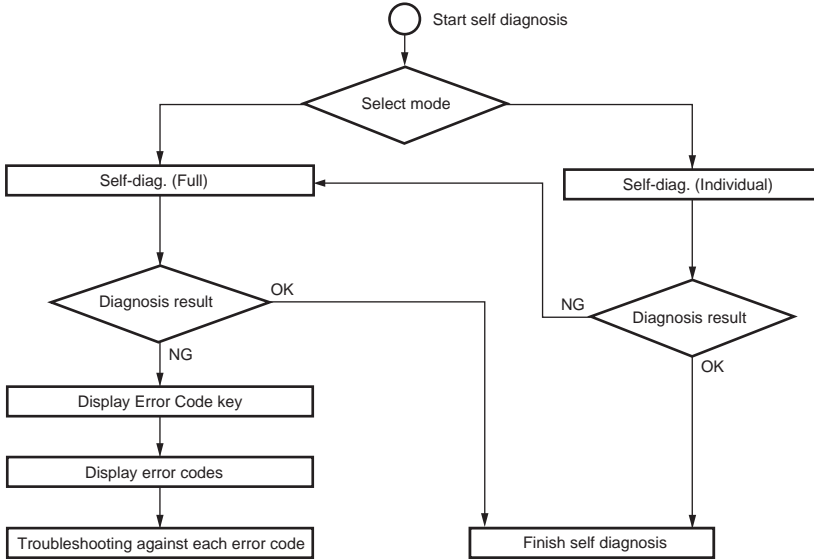 Start self diagnosis
Select mode
Self-diag. (Full)
Self-diag. (Individual)
Diagnosis result
OK
NG
NG
Diagnosis result
OK
Display Error Code key
Display error codes
Troubleshooting against each error code
Finish self diagnosis